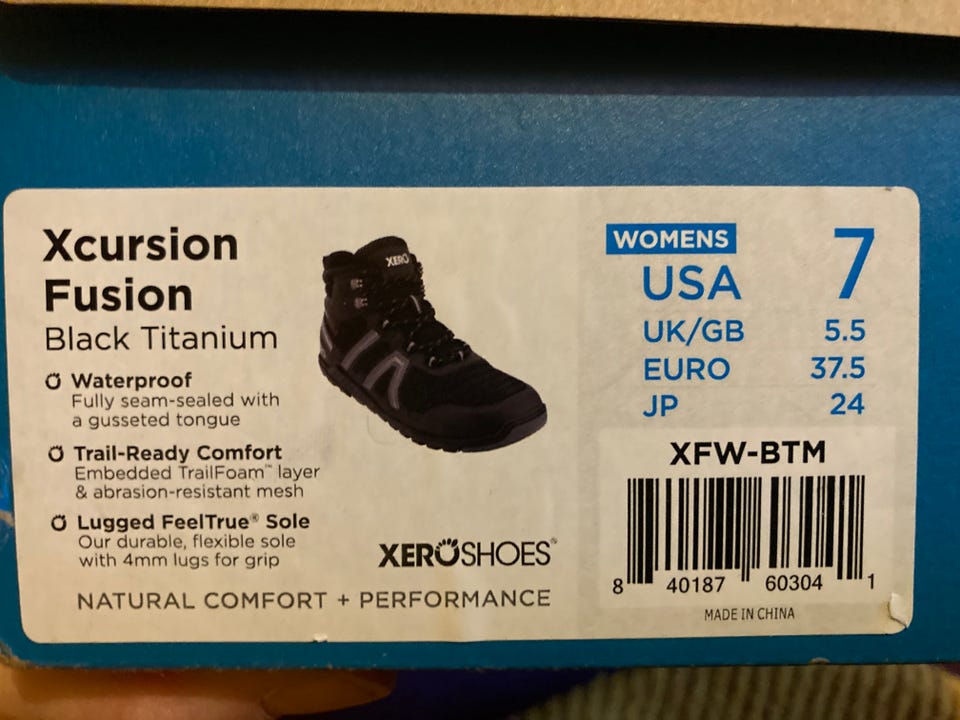 Xcursion
Fusion
Black Titanium
Waterproof
Fully seam-sealed with
a gusseted tongue
Trail-Ready Comfort
Embedded TrailFoam™ layer
& abrasion-resistant mesh
Lugged FeelTrue® Sole
Our durable, flexible sole
with 4mm lugs for grip
XERO
XEROSHOES®
NATURAL COMFORT + PERFORMANCE
WOMENS
USA 7
UK/GB 5.5
EURO 37.5
JP 24
XFW-BTM
8 40187 60304 1
MADE IN CHINA